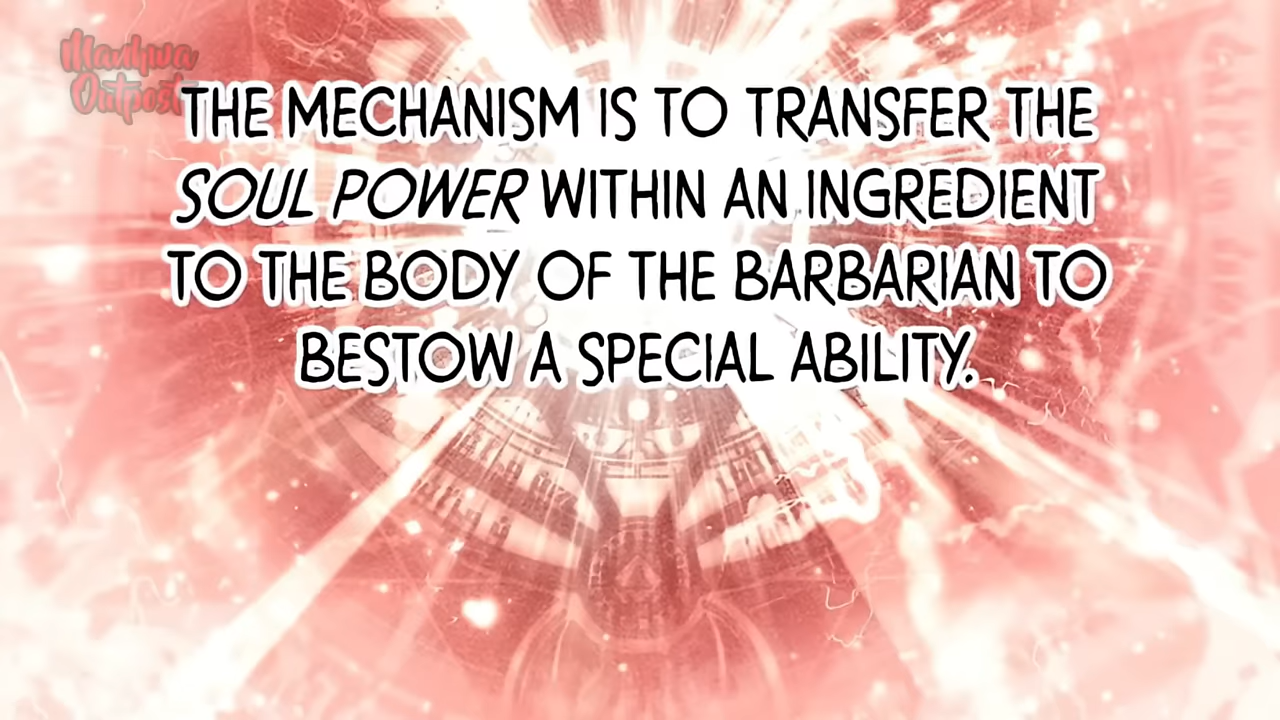 Manhwa
Outpost
THE MECHANISM IS TO TRANSFER THE
SOUL POWER WITHIN AN INGREDIENT
TO THE BODY OF THE BARBARIAN TO
BESTOW A SPECIAL ABILITY.